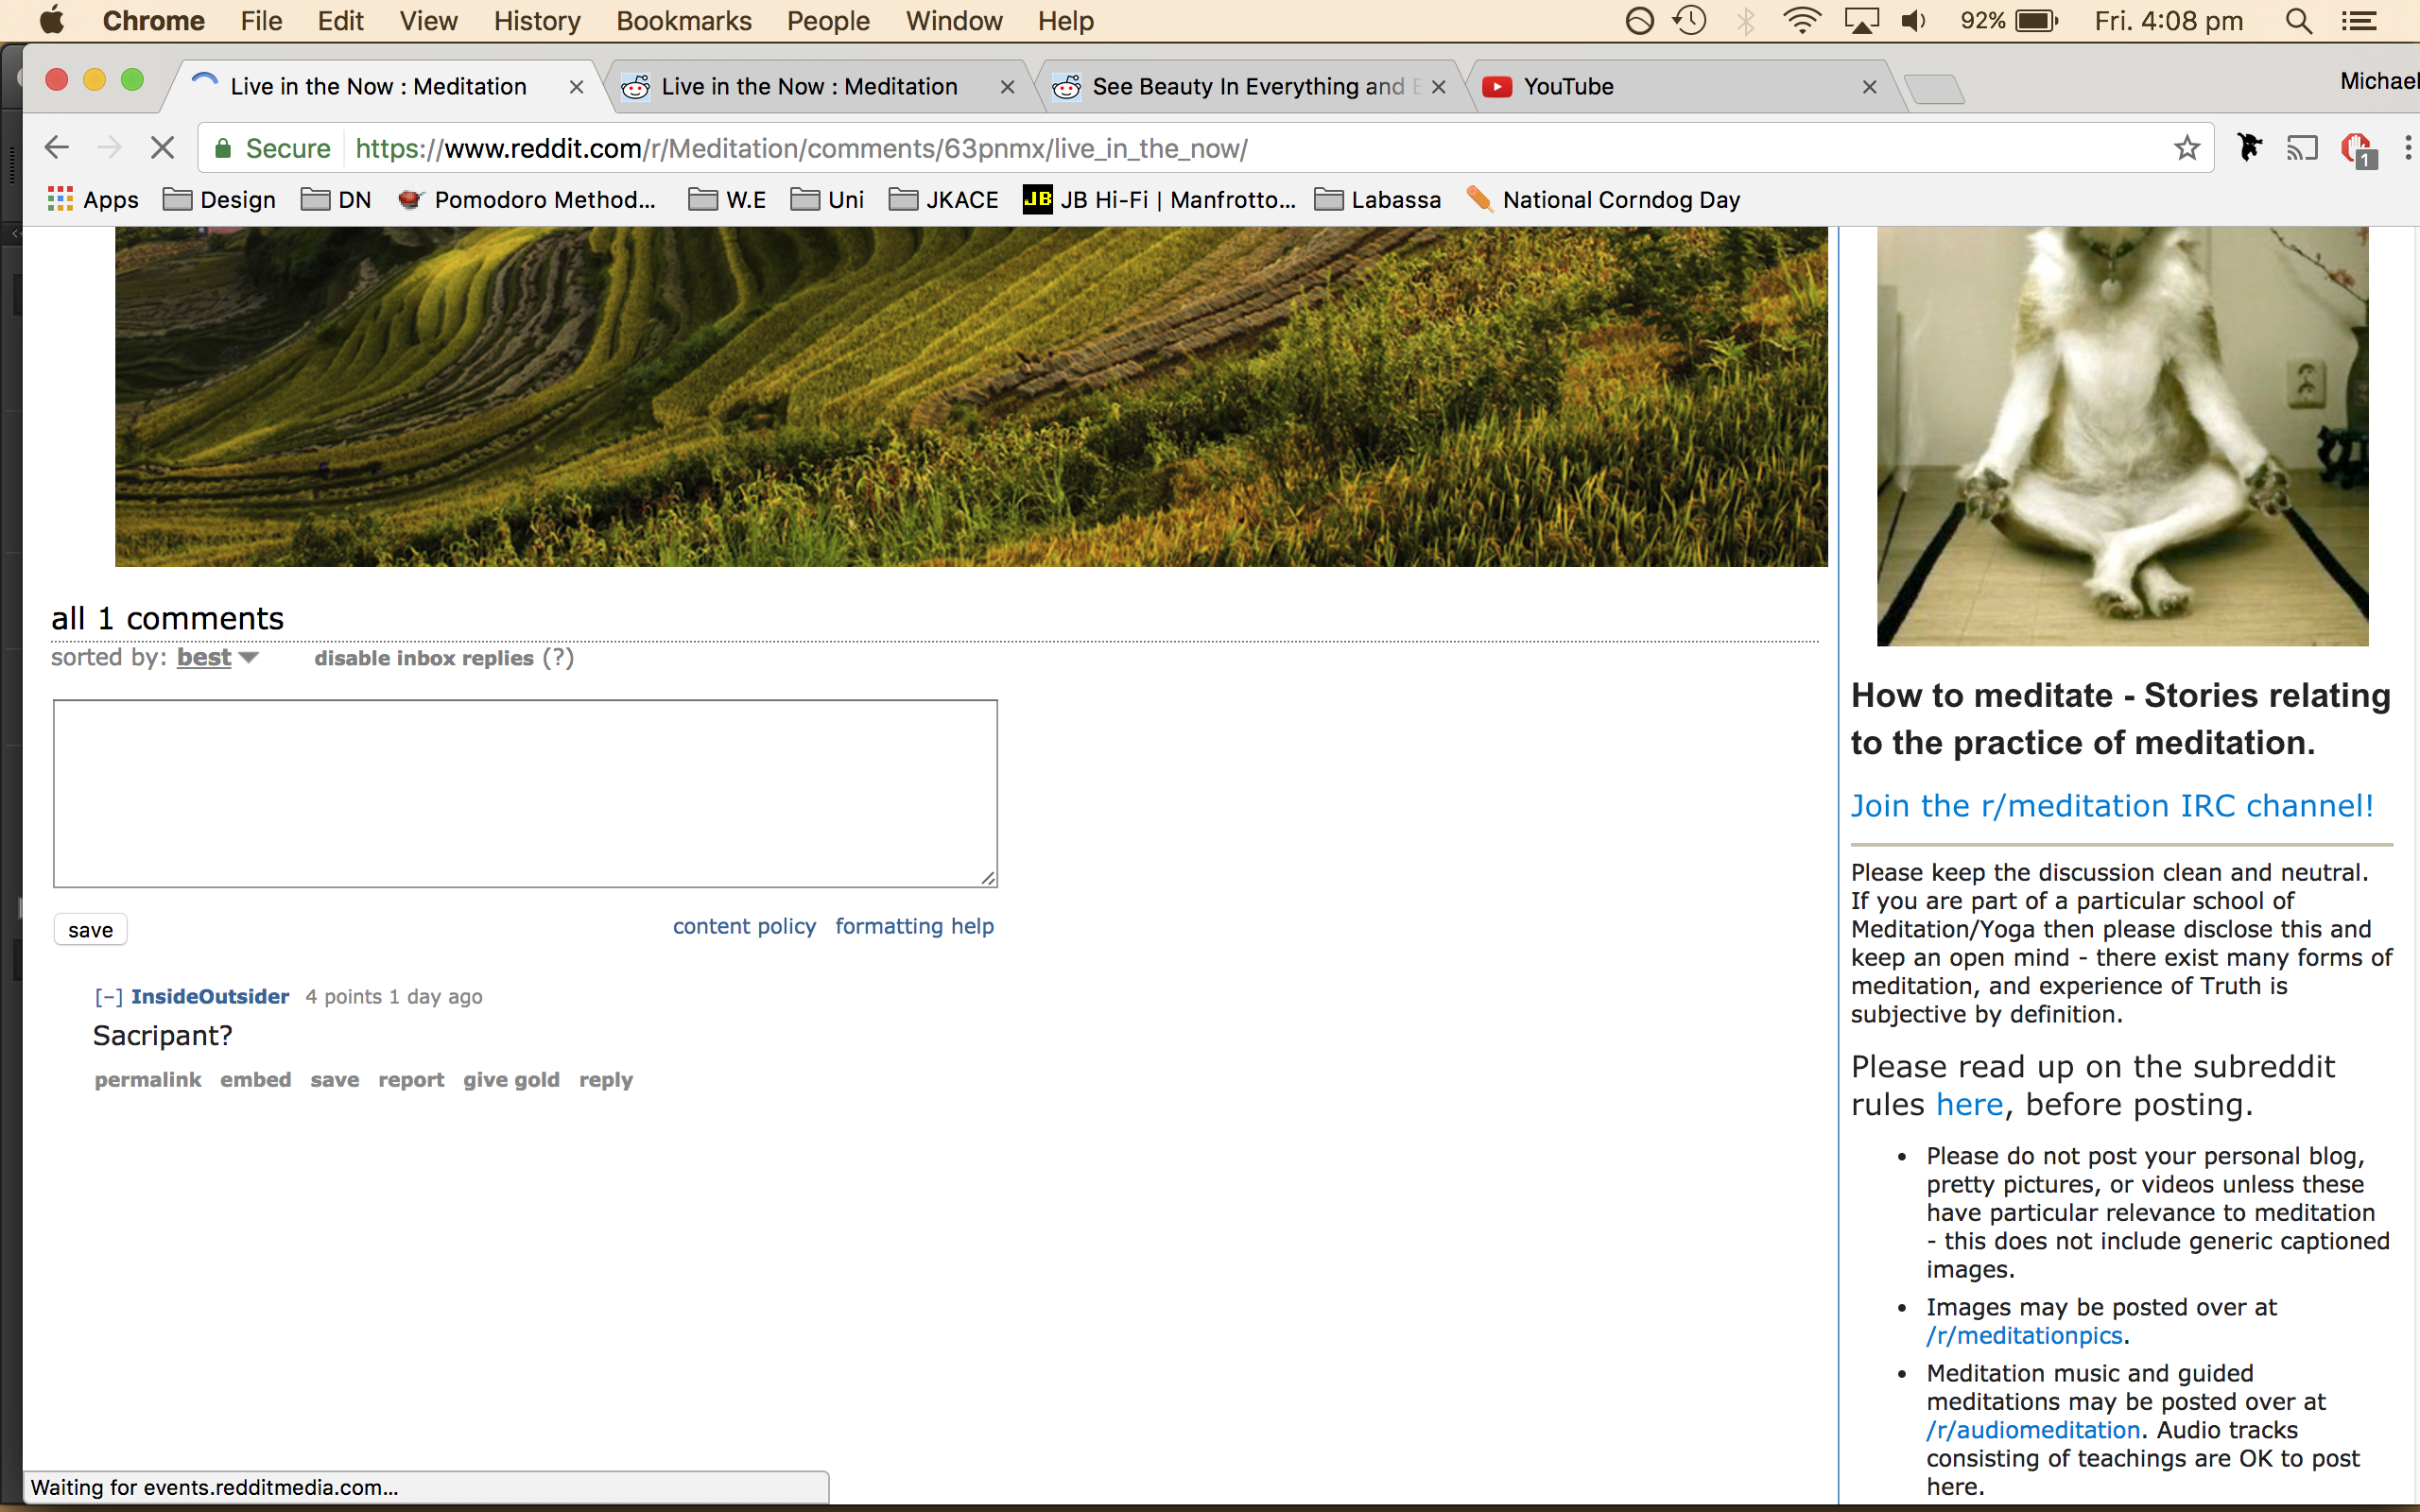 Chrome File Edit View History Bookmarks People Window Help 92% Fri. 4:08 pm
Live in the Now : Meditation Live in the Now : Meditation See Beauty In Everything and YouTube Michael
Secure https://www.reddit.com/r/Meditation/comments/63pnmx/live_in_the_now/ 1
Apps Design DN Pomodoro Method... W.E Uni JKACE JB JB Hi-Fi | Manfrotto... Labassa National Corndog Day
all 1 comments
sorted by: best disable inbox replies (?)
save content policy formatting help
[–] InsideOutsider 4 points 1 day ago
Sacripant?
permalink embed save report give gold reply
Waiting for events.redditmedia.com...
How to meditate - Stories relating
to the practice of meditation.
Join the r/meditation IRC channel!
Please keep the discussion clean and neutral.
If you are part of a particular school of
Meditation/Yoga then please disclose this and
keep an open mind - there exist many forms of
meditation, and experience of Truth is
subjective by definition.
Please read up on the subreddit
rules here, before posting.
• Please do not post your personal blog,
pretty pictures, or videos unless these
have particular relevance to meditation
- this does not include generic captioned
images.
• Images may be posted over at
/r/meditationpics.
• Meditation music and guided
meditations may be posted over at
/r/audiomeditation. Audio tracks
consisting of teachings are OK to post
here.